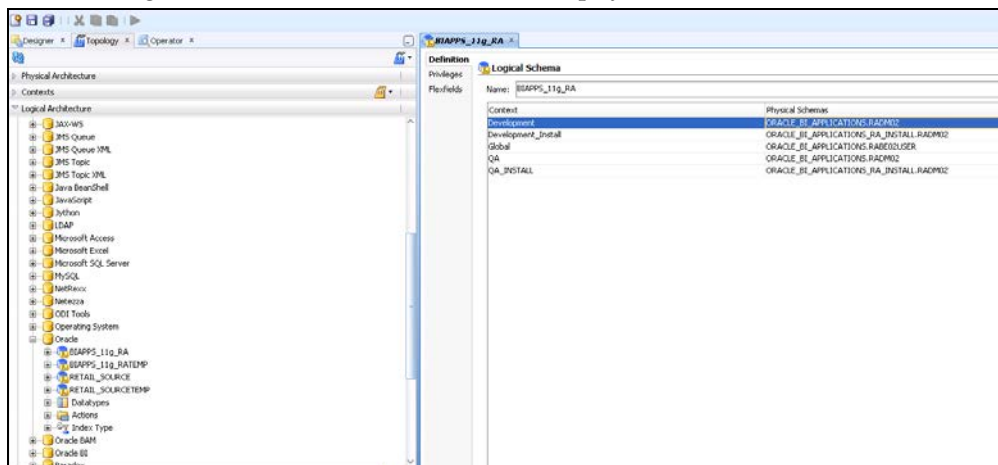 Designer × Topology × Operator ×
BIAPPS_11g_RA ×
Physical Architecture
Contexts
Logical Architecture
JAX-WS
JMS Queue
JMS Queue XML
JMS Topic
JMS Topic XML
Java BeanShell
JavaScript
Jython
LDAP
Microsoft Access
Microsoft Excel
Microsoft SQL Server
MySQL
NetRexx
Netezza
ODI Tools
Operating System
Oracle
BIAPPS_11g_RA
BIAPPS_11g_RATEMP
RETAIL_SOURCE
RETAIL_SOURCETEMP
Datatypes
Actions
Index Type
Oracle BAM
Oracle BI
Paradox
Definition
Privileges
Flexfields
Logical Schema
Name: BIAPPS_11g_RA
Context Physical Schemas
Development ORACLE_BI_APPLICATIONS.RADM02
Development_Install ORACLE_BI_APPLICATIONS_RA_INSTALL.RADM02
Global ORACLE_BI_APPLICATIONS.RABE02USER
QA ORACLE_BI_APPLICATIONS.RADM02
QA_INSTALL ORACLE_BI_APPLICATIONS_RA_INSTALL.RADM02